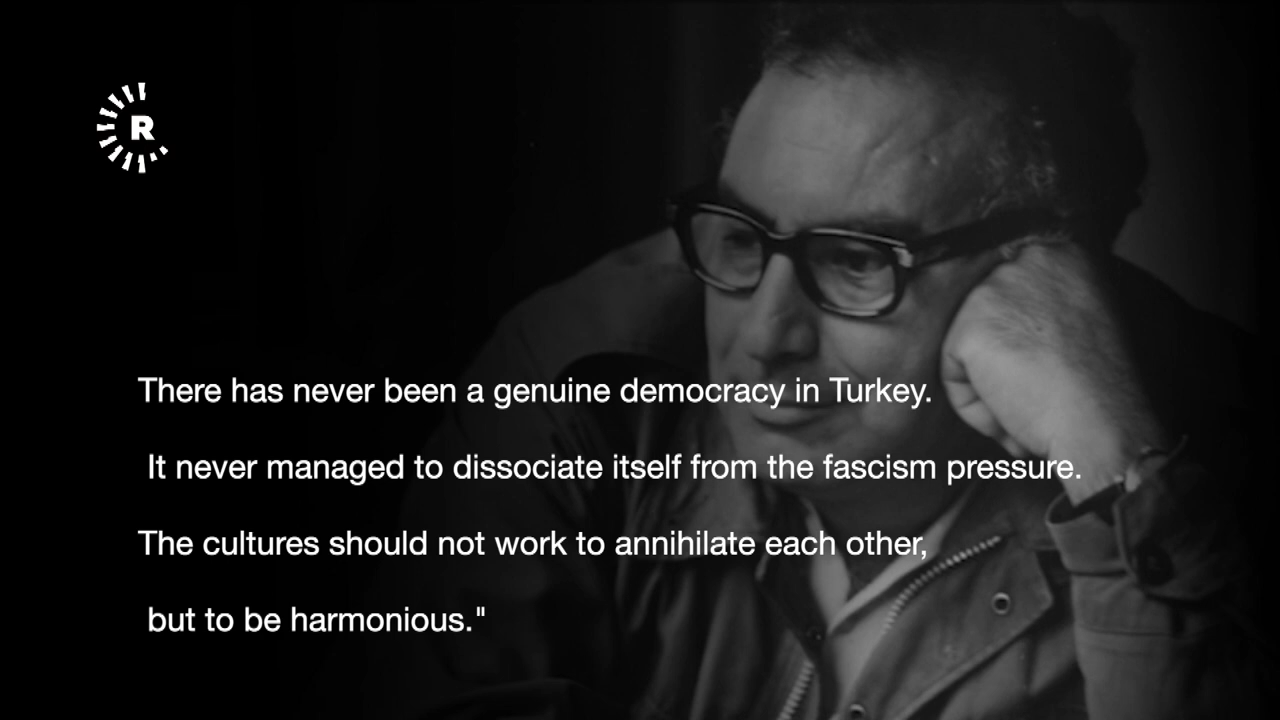 R
There has never been a genuine democracy in Turkey.
It never managed to dissociate itself from the fascism pressure.
The cultures should not work to annihilate each other,
but to be harmonious."